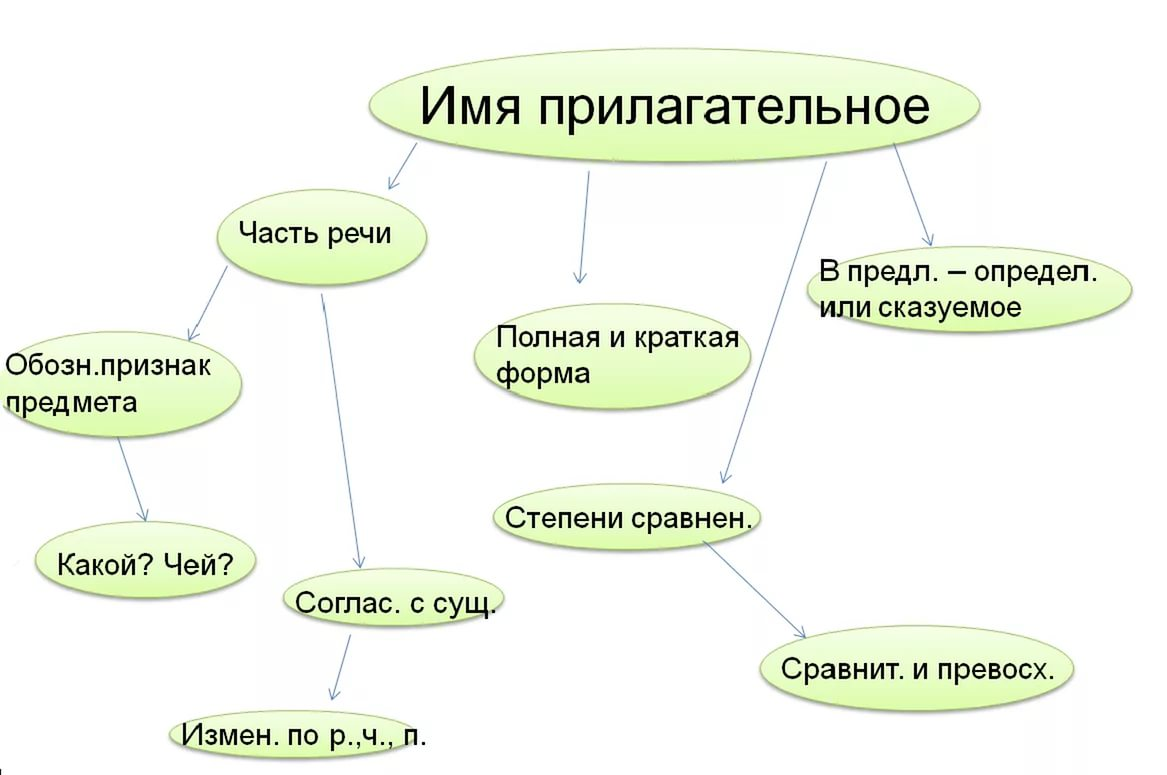 Имя прилагательное
Часть речи
В предл. – определ.
или сказуемое
Полная и краткая
форма
Обозн.признак
предмета
Степени сравнен.
Какой? Чей?
Соглас. с сущ.
Сравнит. и превосх.
Измен. по р.,ч., п.